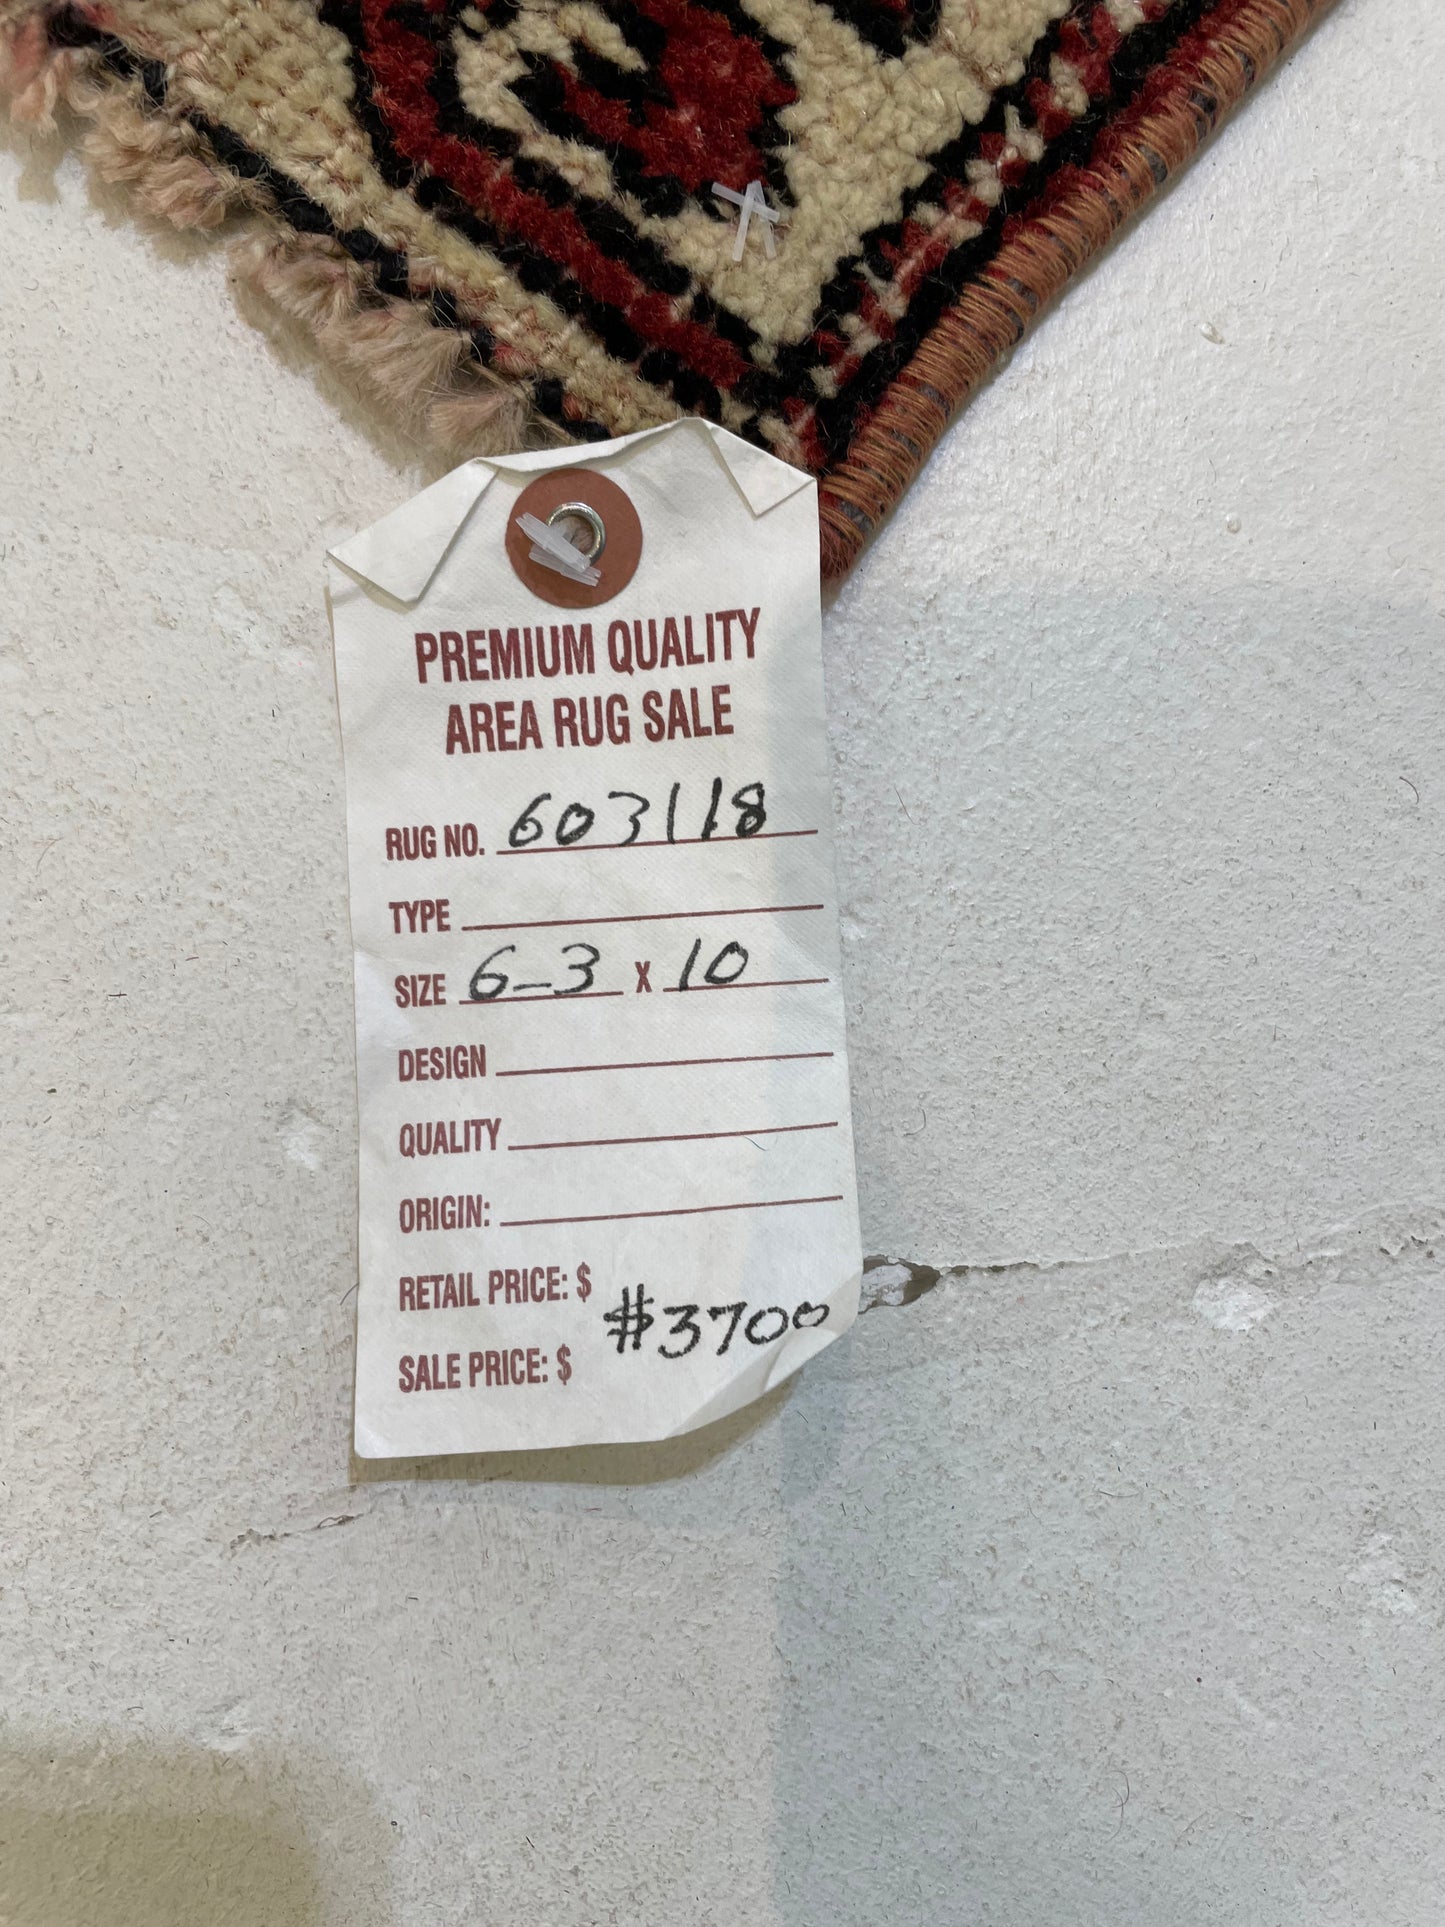 PREMIUM QUALITY
AREA RUG SALE
RUG NO. 603118
TYPE
SIZE 6-3 X 10
DESIGN
QUALITY
ORIGIN:
RETAIL PRICE: $
#3700
SALE PRICE: $